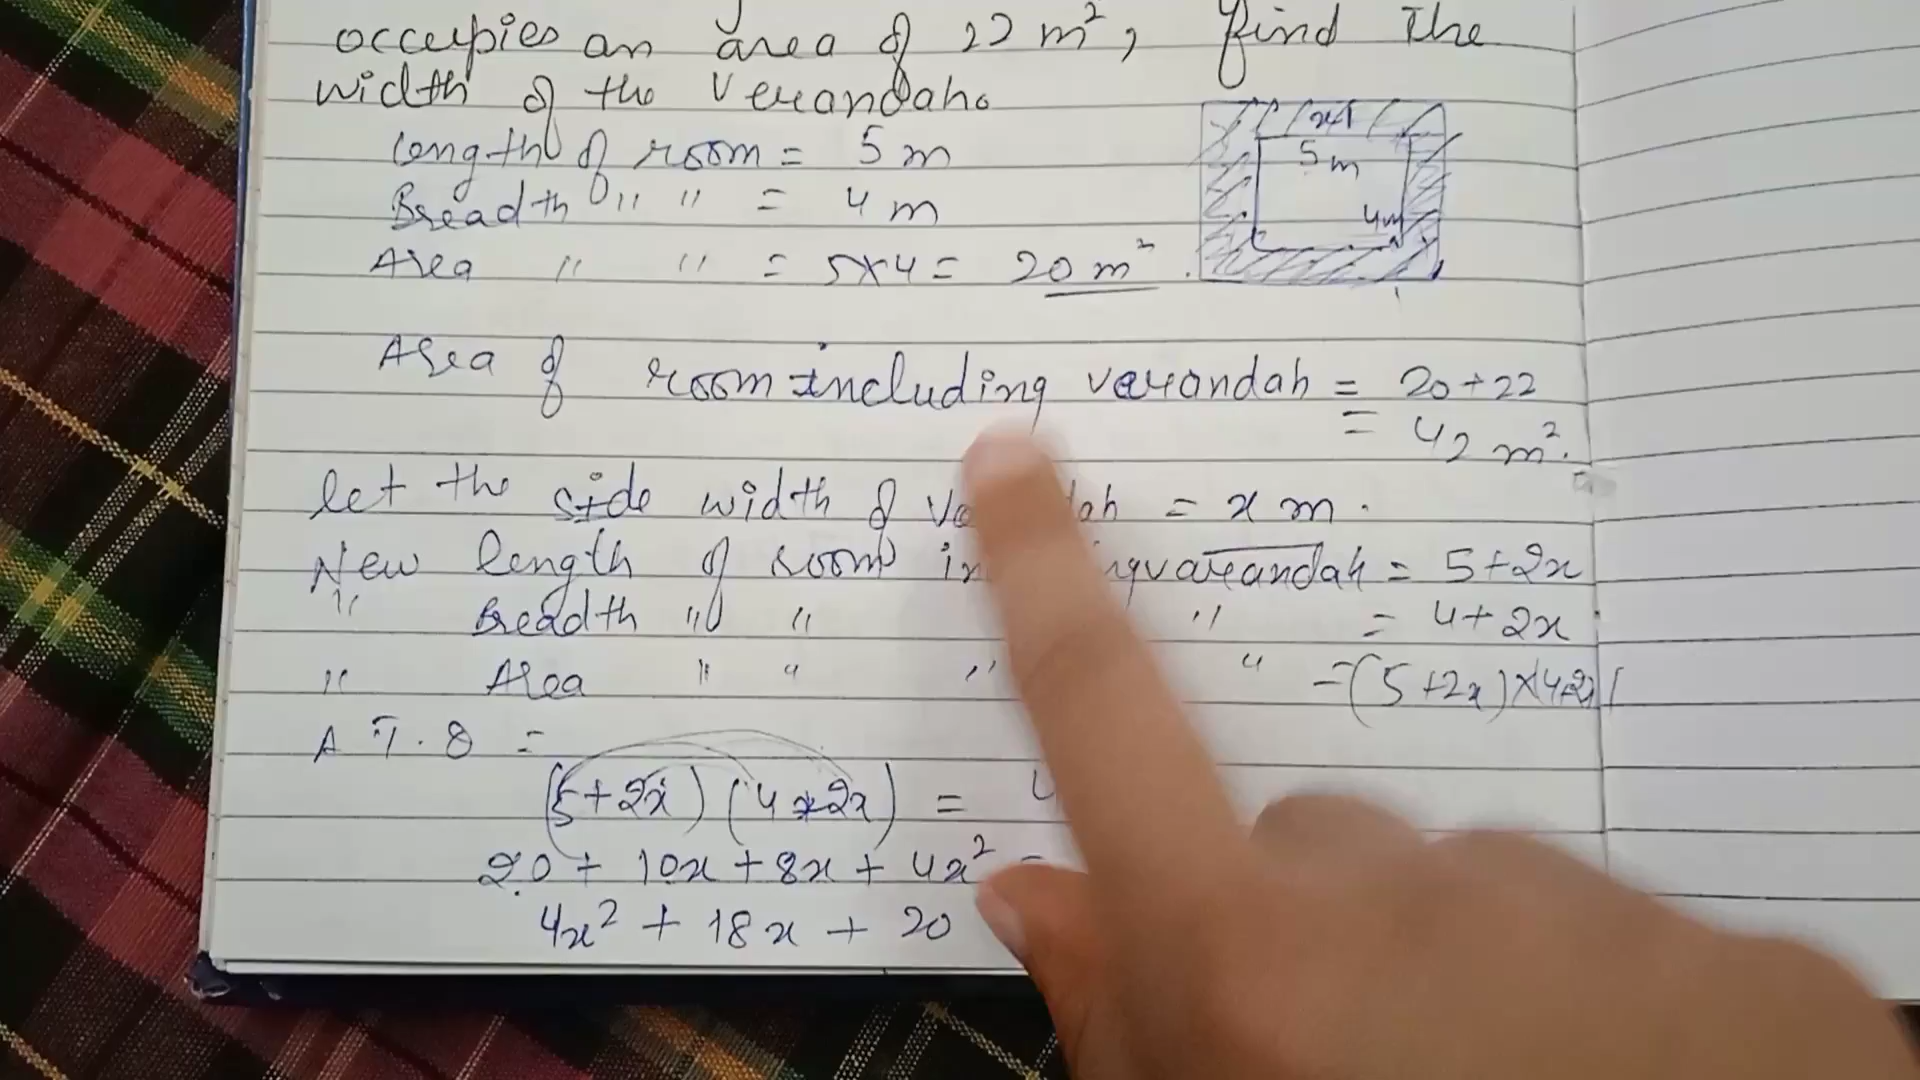 occupies an area of 22 m², find the
width of the Verandah.
x
5 m
4m
length of room = 5 m
Breadth " " = 4 m
Area " " = 5×4 = 20 m²
Area of room including verandah = 20+22
= 42 m².
let the side width of = x m.
New length of room verandah = 5+2x
" Breadth " " " = 4+2x
" Area " " " " = (5+2x)×(4+2x)
A T. Q =
(5+2x) (4+2x) = 4
20 + 10x + 8x + 4x² =
4x² + 18x + 20